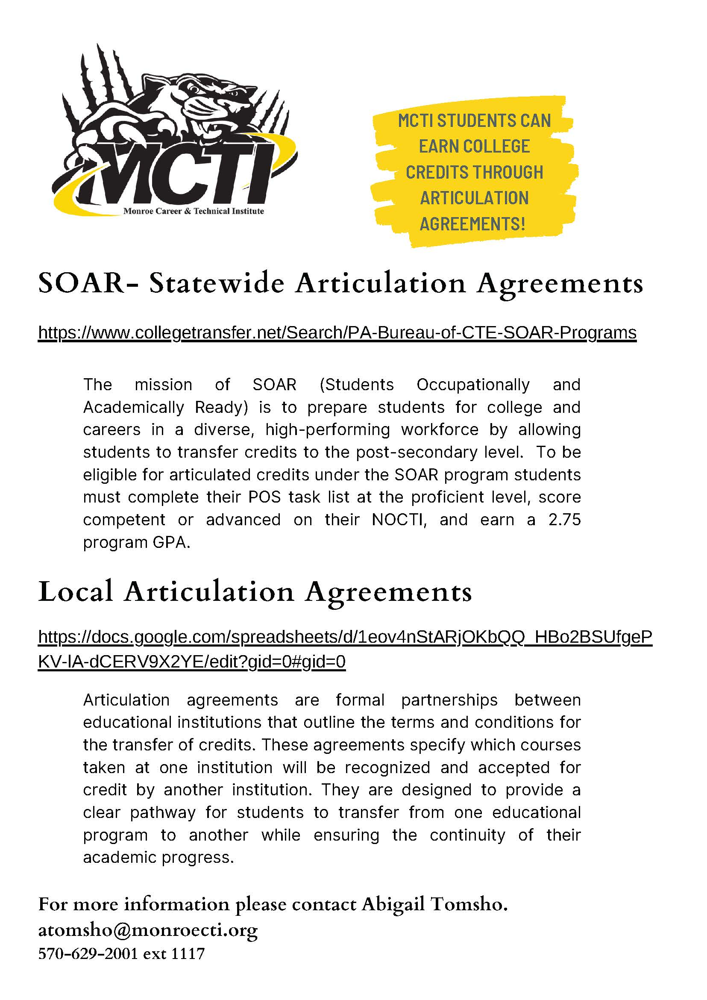 MCTI
Monroe Career & Technical Institute
MCTI STUDENTS CAN
EARN COLLEGE
CREDITS THROUGH
ARTICULATION
AGREEMENTS!
SOAR- Statewide Articulation Agreements
https://www.collegetransfer.net/Search/PA-Bureau-of-CTE-SOAR-Programs
The mission of SOAR (Students Occupationally and
Academically Ready) is to prepare students for college and
careers in a diverse, high-performing workforce by allowing
students to transfer credits to the post-secondary level. To be
eligible for articulated credits under the SOAR program students
must complete their POS task list at the proficient level, score
competent or advanced on their NOCTI, and earn a 2.75
program GPA.
Local Articulation Agreements
https://docs.google.com/spreadsheets/d/1eov4nStARjOKbQQ_HBo2BSUfgeP
KV-lA-dCERV9X2YE/edit?gid=0#gid=0
Articulation agreements are formal partnerships between
educational institutions that outline the terms and conditions for
the transfer of credits. These agreements specify which courses
taken at one institution will be recognized and accepted for
credit by another institution. They are designed to provide a
clear pathway for students to transfer from one educational
program to another while ensuring the continuity of their
academic progress.
For more information please contact Abigail Tomsho.
atomsho@monroecti.org
570-629-2001 ext 1117